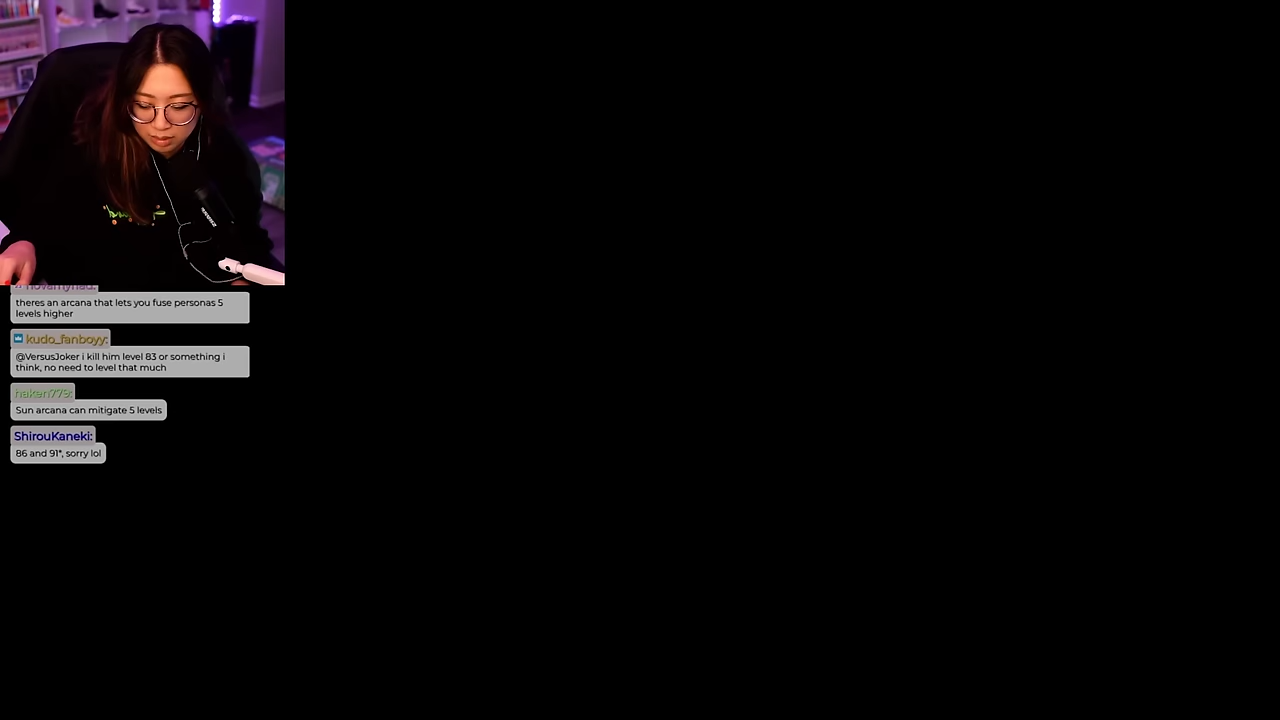 theres an arcana that lets you fuse personas 5
levels higher
kudo_fanboyy:
@VersusJoker i kill him level 83 or something i
think, no need to level that much
haken779:
Sun arcana can mitigate 5 levels
ShirouKaneki:
86 and 91*, sorry lol